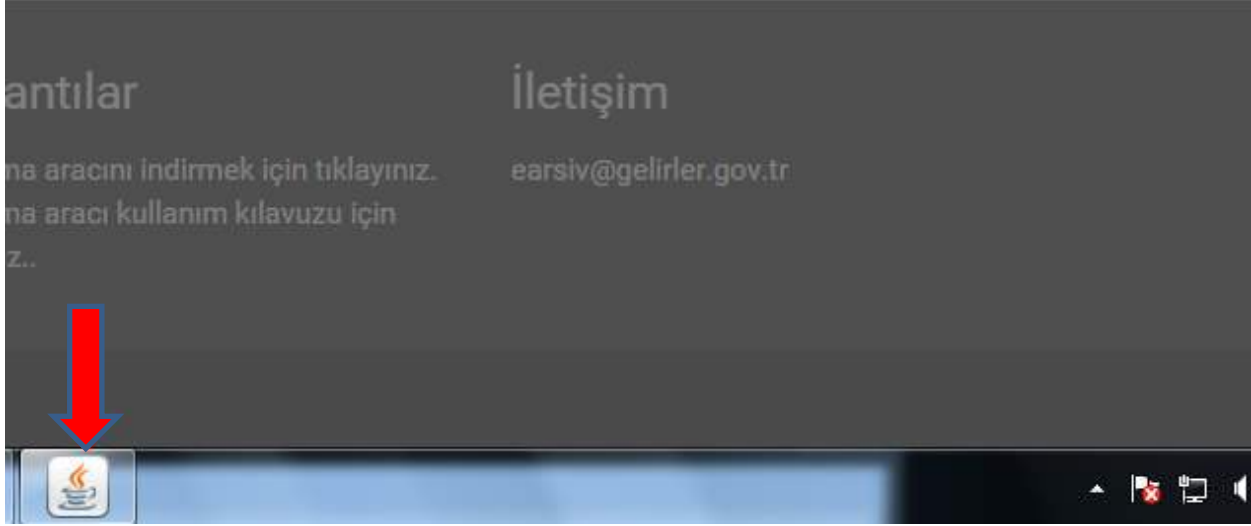 antılar
İletişim
ma aracını indirmek için tıklayınız.
ma aracı kullanım kılavuzu için
z..
earsiv@gelirler.gov.tr